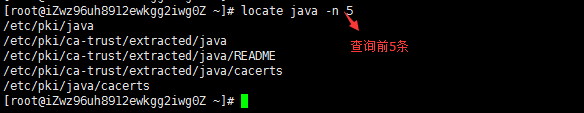 [root@iZwz96uh8912ewkgg2iwg0Z ~]# locate java -n 5
/etc/pki/java
/etc/pki/ca-trust/extracted/java
/etc/pki/ca-trust/extracted/java/README
/etc/pki/ca-trust/extracted/java/cacerts
/etc/pki/java/cacerts
[root@iZwz96uh8912ewkgg2iwg0Z ~]#
查询前5条